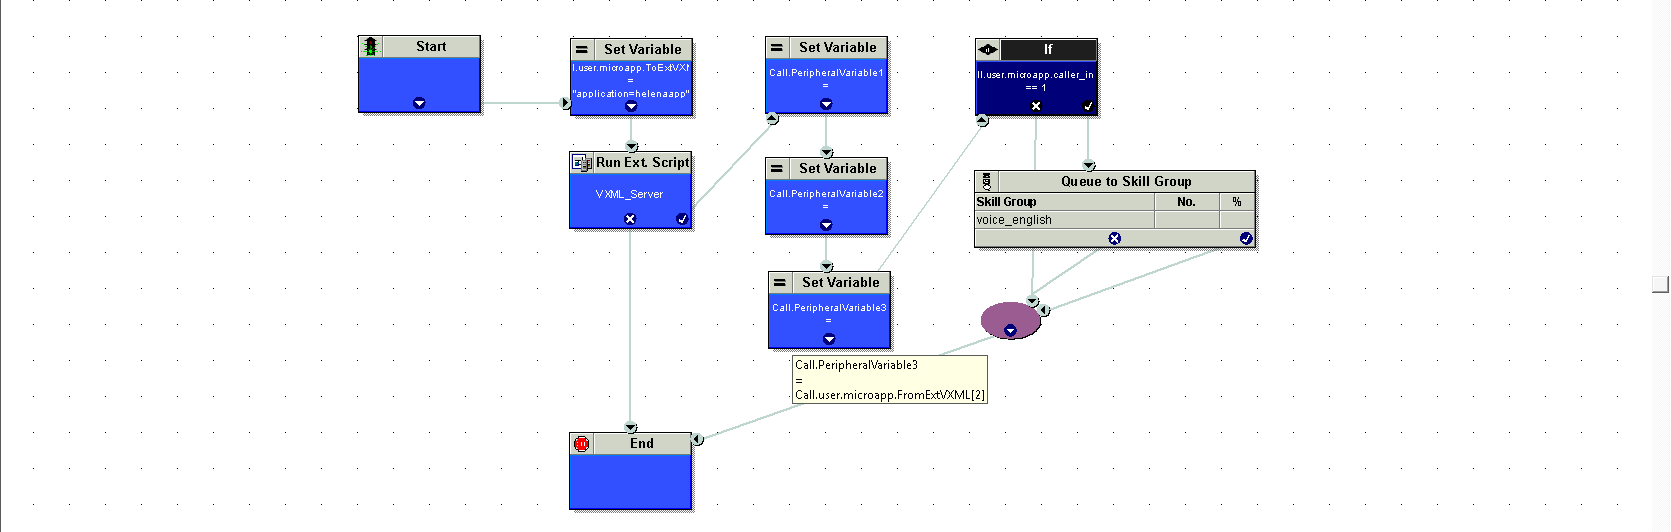 Start
Set Variable
l.user.microapp.ToExtVXM
=
"application=helenaapp"
Run Ext. Script
VXML_Server
Set Variable
Call.PeripheralVariable1
=
Set Variable
Call.PeripheralVariable2
=
Set Variable
Call.PeripheralVariable3
=
Call.PeripheralVariable3
=
Call.user.microapp.FromExtVXML[2]
If
ll.user.microapp.caller_in
== 1
Queue to Skill Group
Skill Group No. %
voice_english
End